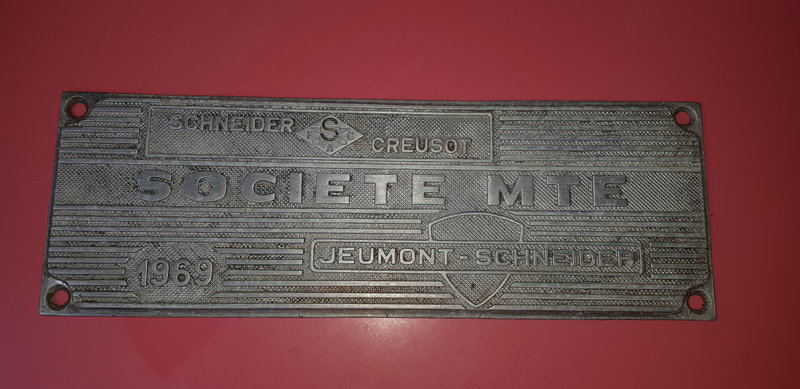 SCHNEIDER S CREUSOT
SOCIETE MTE
1969 JEUMONT-SCHNEIDER